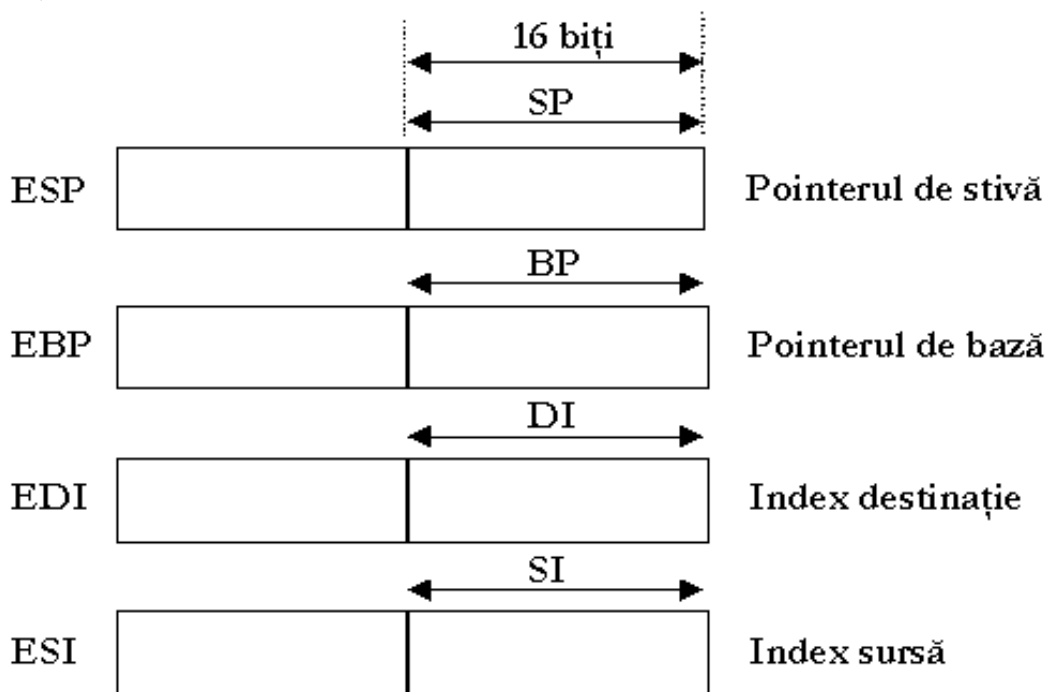 16 biți
SP
ESP Pointerul de stivă
BP
EBP Pointerul de bază
DI
EDI Index destinație
SI
ESI Index sursă